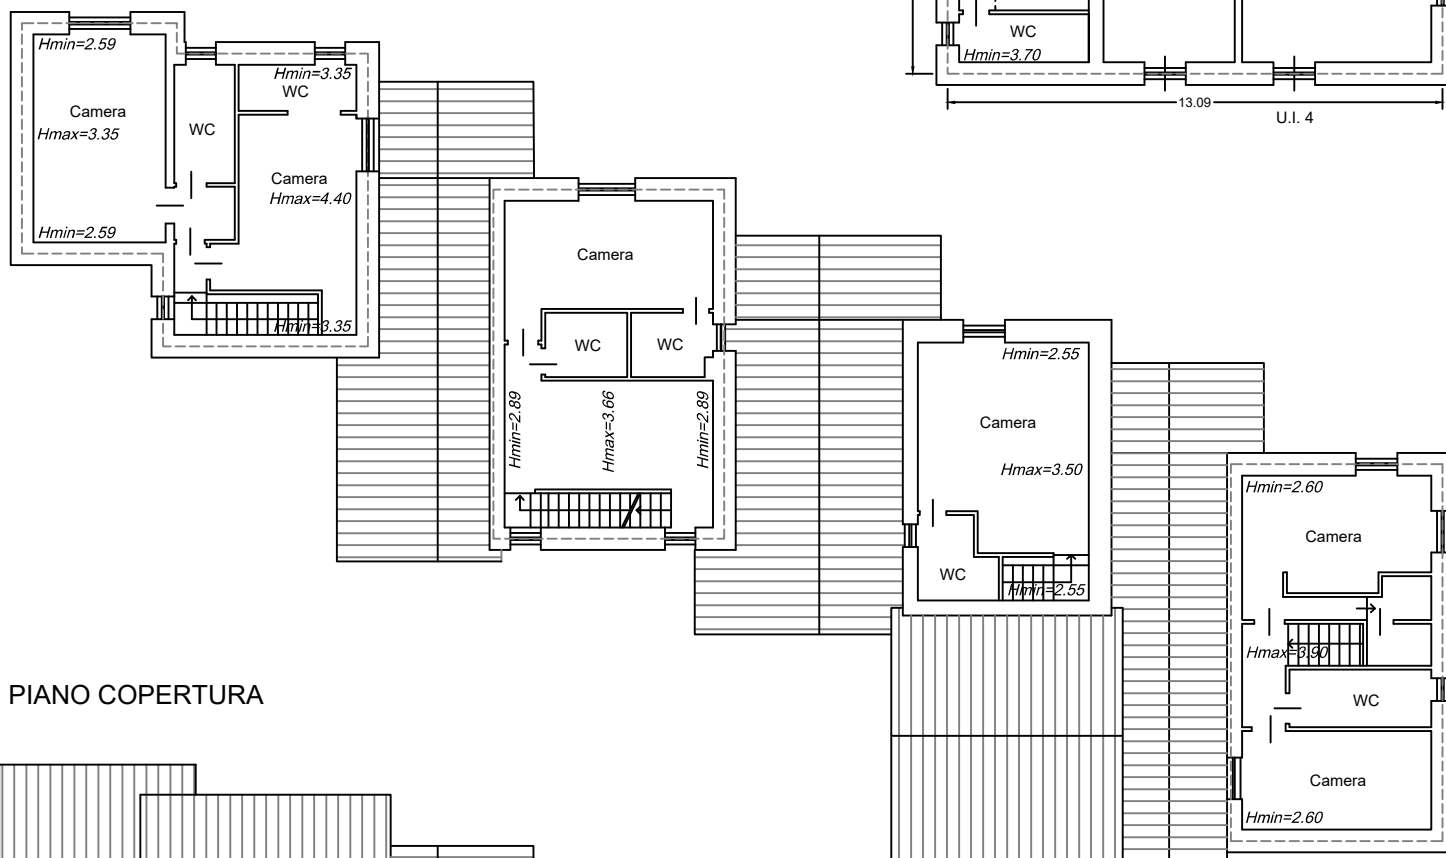 Hmin=2.59
Camera
Hmax=3.35
Hmin=2.59
WC
Hmin=3.35
WC
Camera
Hmax=4.40
Hmin=3.35
WC
Hmin=3.70
13.09
U.I. 4
Camera
WC
WC
Hmin=2.89
Hmax=3.66
Hmin=2.89
Hmin=2.55
Camera
Hmax=3.50
WC
Hmin=2.55
Hmin=2.60
Camera
Hmax=3.90
WC
Camera
Hmin=2.60
PIANO COPERTURA